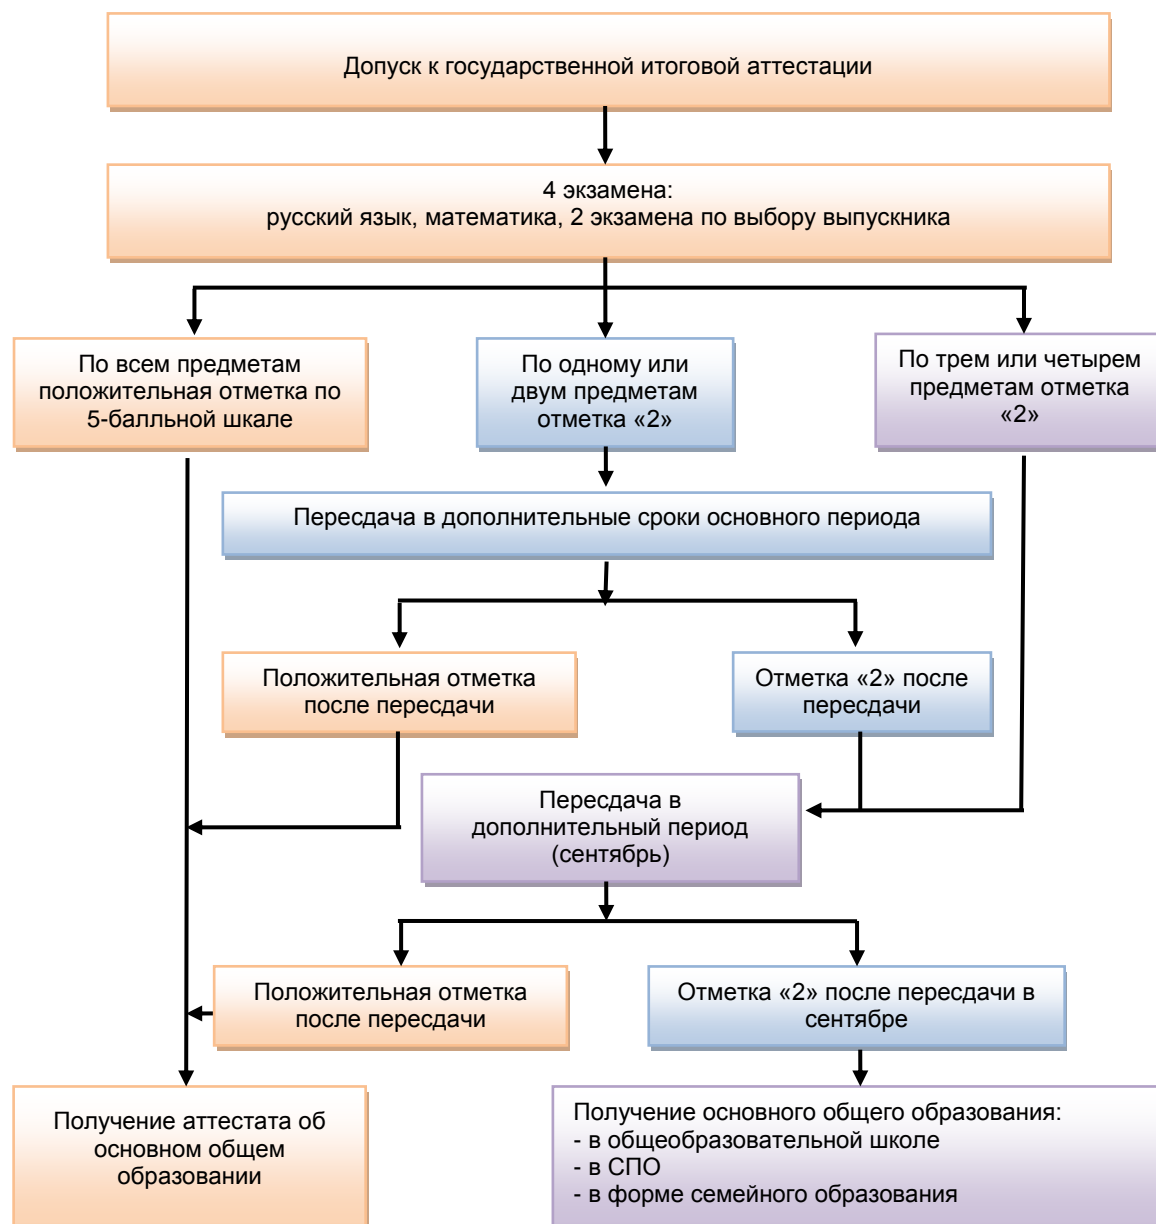 Допуск к государственной итоговой аттестации
4 экзамена:
русский язык, математика, 2 экзамена по выбору выпускника
По всем предметам
положительная отметка по
5-балльной шкале
По одному или
двум предметам
отметка «2»
По трем или четырем
предметам отметка
«2»
Пересдача в дополнительные сроки основного периода
Положительная отметка
после пересдачи
Отметка «2» после
пересдачи
Пересдача в
дополнительный период
(сентябрь)
Положительная отметка
после пересдачи
Отметка «2» после пересдачи в
сентябре
Получение аттестата об
основном общем
образовании
Получение основного общего образования:
- в общеобразовательной школе
- в СПО
- в форме семейного образования